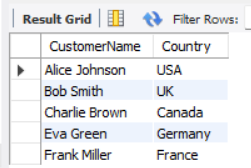 Result Grid Filter Rows:
CustomerName Country
Alice Johnson USA
Bob Smith UK
Charlie Brown Canada
Eva Green Germany
Frank Miller France